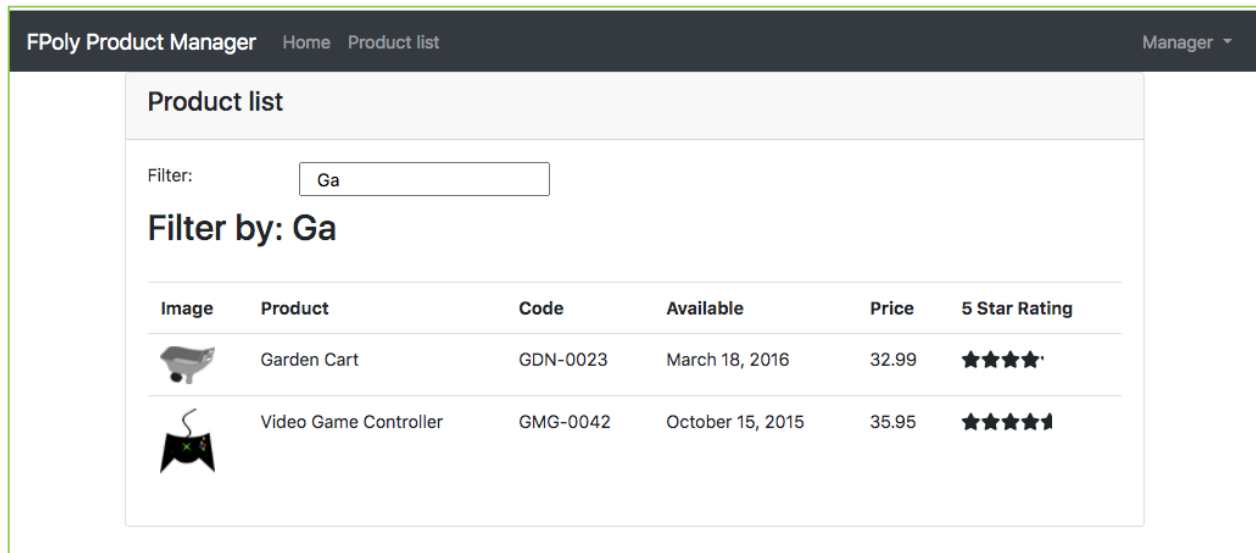 FPoly Product Manager Home Product list Manager
Product list
Filter: Ga
Filter by: Ga
Image Product Code Available Price 5 Star Rating
Garden Cart GDN-0023 March 18, 2016 32.99
Video Game Controller GMG-0042 October 15, 2015 35.95